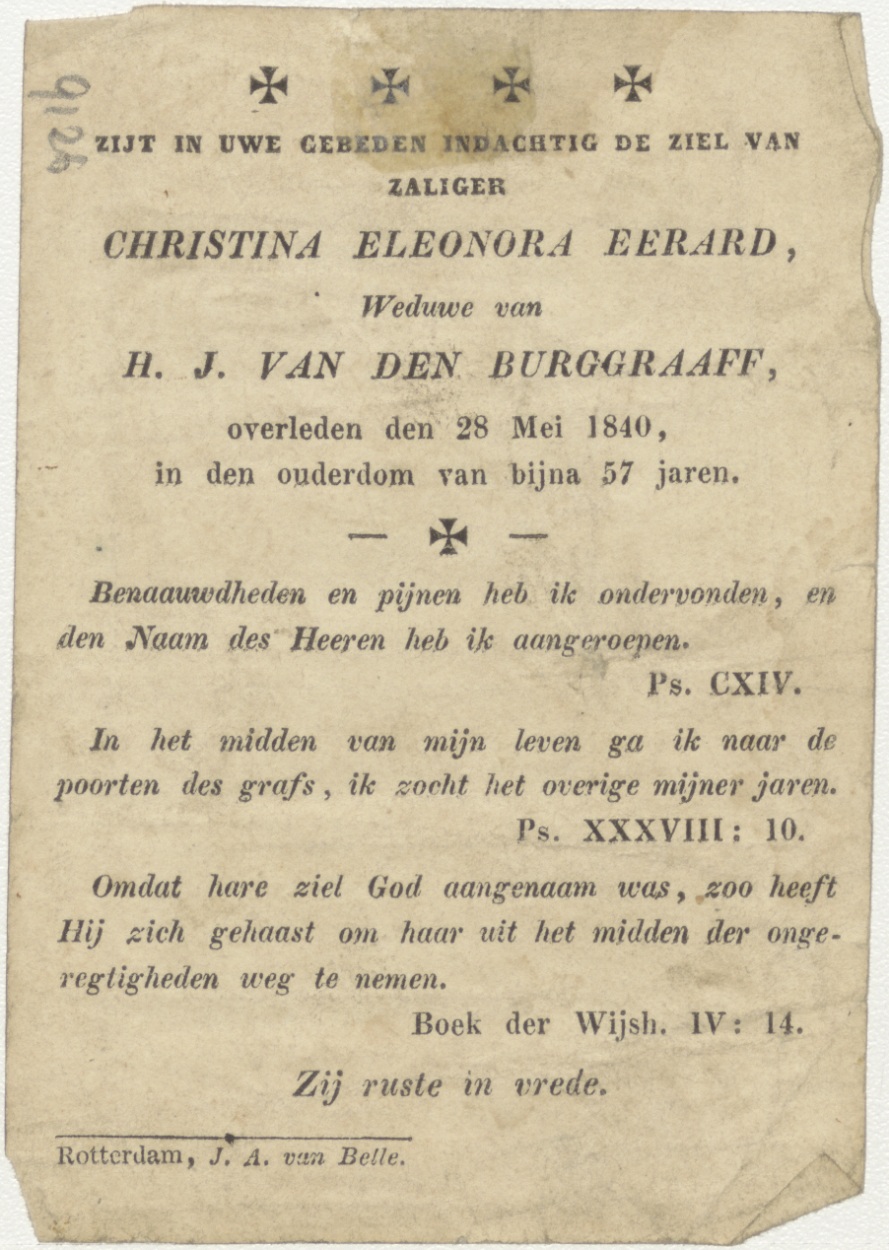 ✠ ✠ ✠ ✠
9128
ZIJT IN UWE GEBEDEN INDACHTIG DE ZIEL VAN
ZALIGER
CHRISTINA ELEONORA EERARD,
Weduwe van
H. J. VAN DEN BURGGRAAFF,
overleden den 28 Mei 1840,
in den ouderdom van bijna 57 jaren.
— ✠ —
Benaauwdheden en pijnen heb ik ondervonden, en
den Naam des Heeren heb ik aangeroepen.
Ps. CXIV.
In het midden van mijn leven ga ik naar de
poorten des grafs, ik zocht het overige mijner jaren.
Ps. XXXVIII: 10.
Omdat hare ziel God aangenaam was, zoo heeft
Hij zich gehaast om haar uit het midden der onge-
regtigheden weg te nemen.
Boek der Wijsh. IV: 14.
Zij ruste in vrede.
Rotterdam, J. A. van Belle.